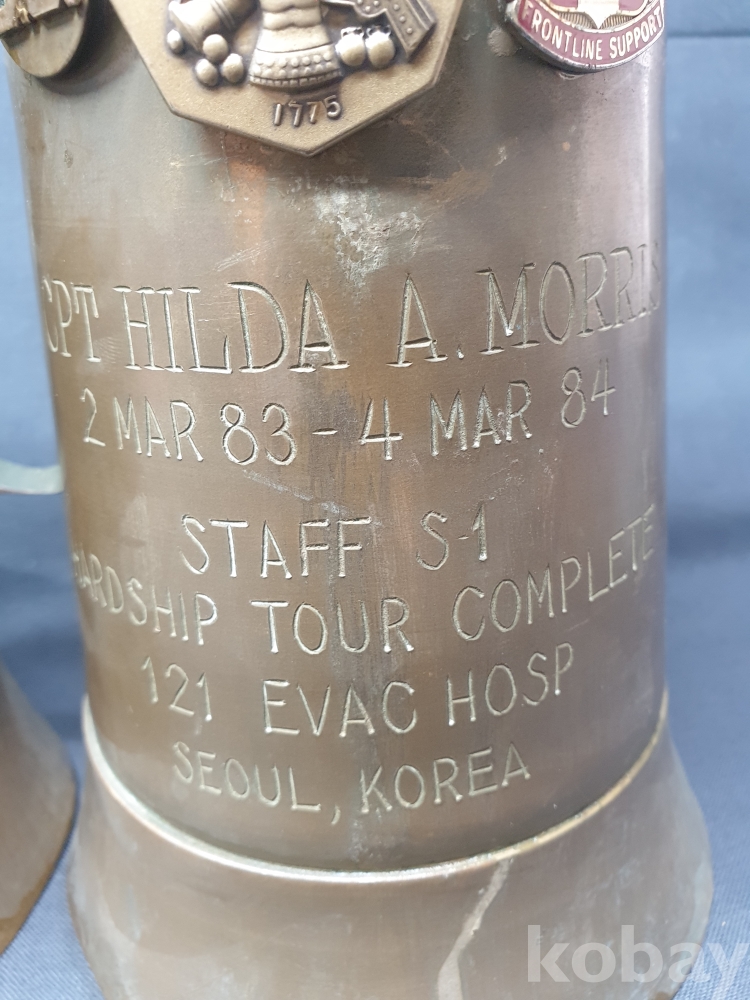 1775
FRONTLINE SUPPORT
CPT HILDA A. MORRIS
2 MAR 83 - 4 MAR 84
STAFF S-1
HARDSHIP TOUR COMPLETE
121 EVAC HOSP
SEOUL, KOREA
kobay